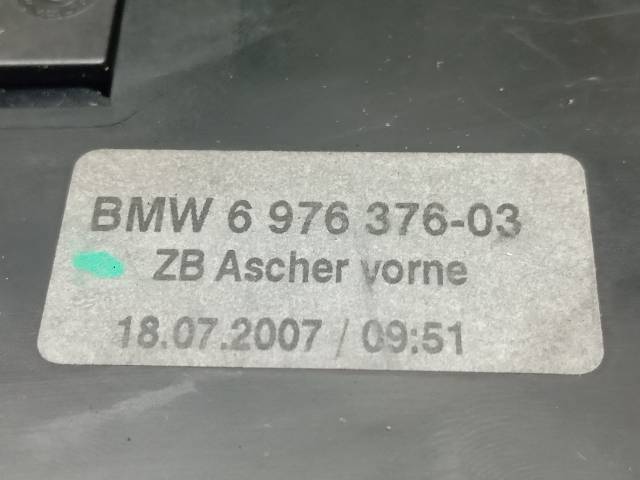 BMW 6 976 376-03
ZB Ascher vorne
18.07.2007 / 09:51